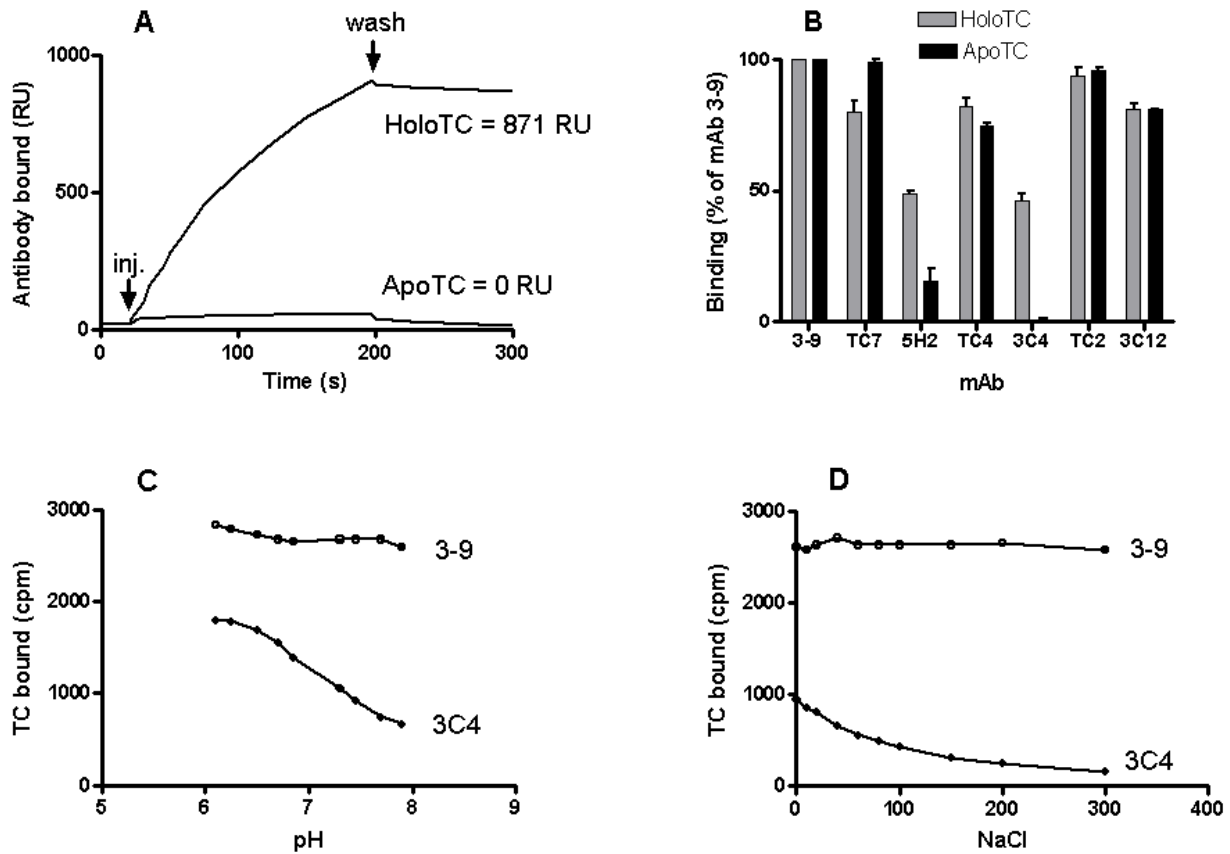 A
wash
1000
500
0
Antibody bound (RU)
HoloTC = 871 RU
inj.
ApoTC = 0 RU
0 100 200 300
Time (s)
B
HoloTC
ApoTC
100
50
0
Binding (% of mAb 3-9)
3-9 TC7 5H2 TC4 3C4 TC2 3C12
mAb
C
3000
2000
1000
0
TC bound (cpm)
3-9
3C4
5 6 7 8 9
pH
D
3000
2000
1000
0
TC bound (cpm)
3-9
3C4
0 100 200 300 400
NaCl